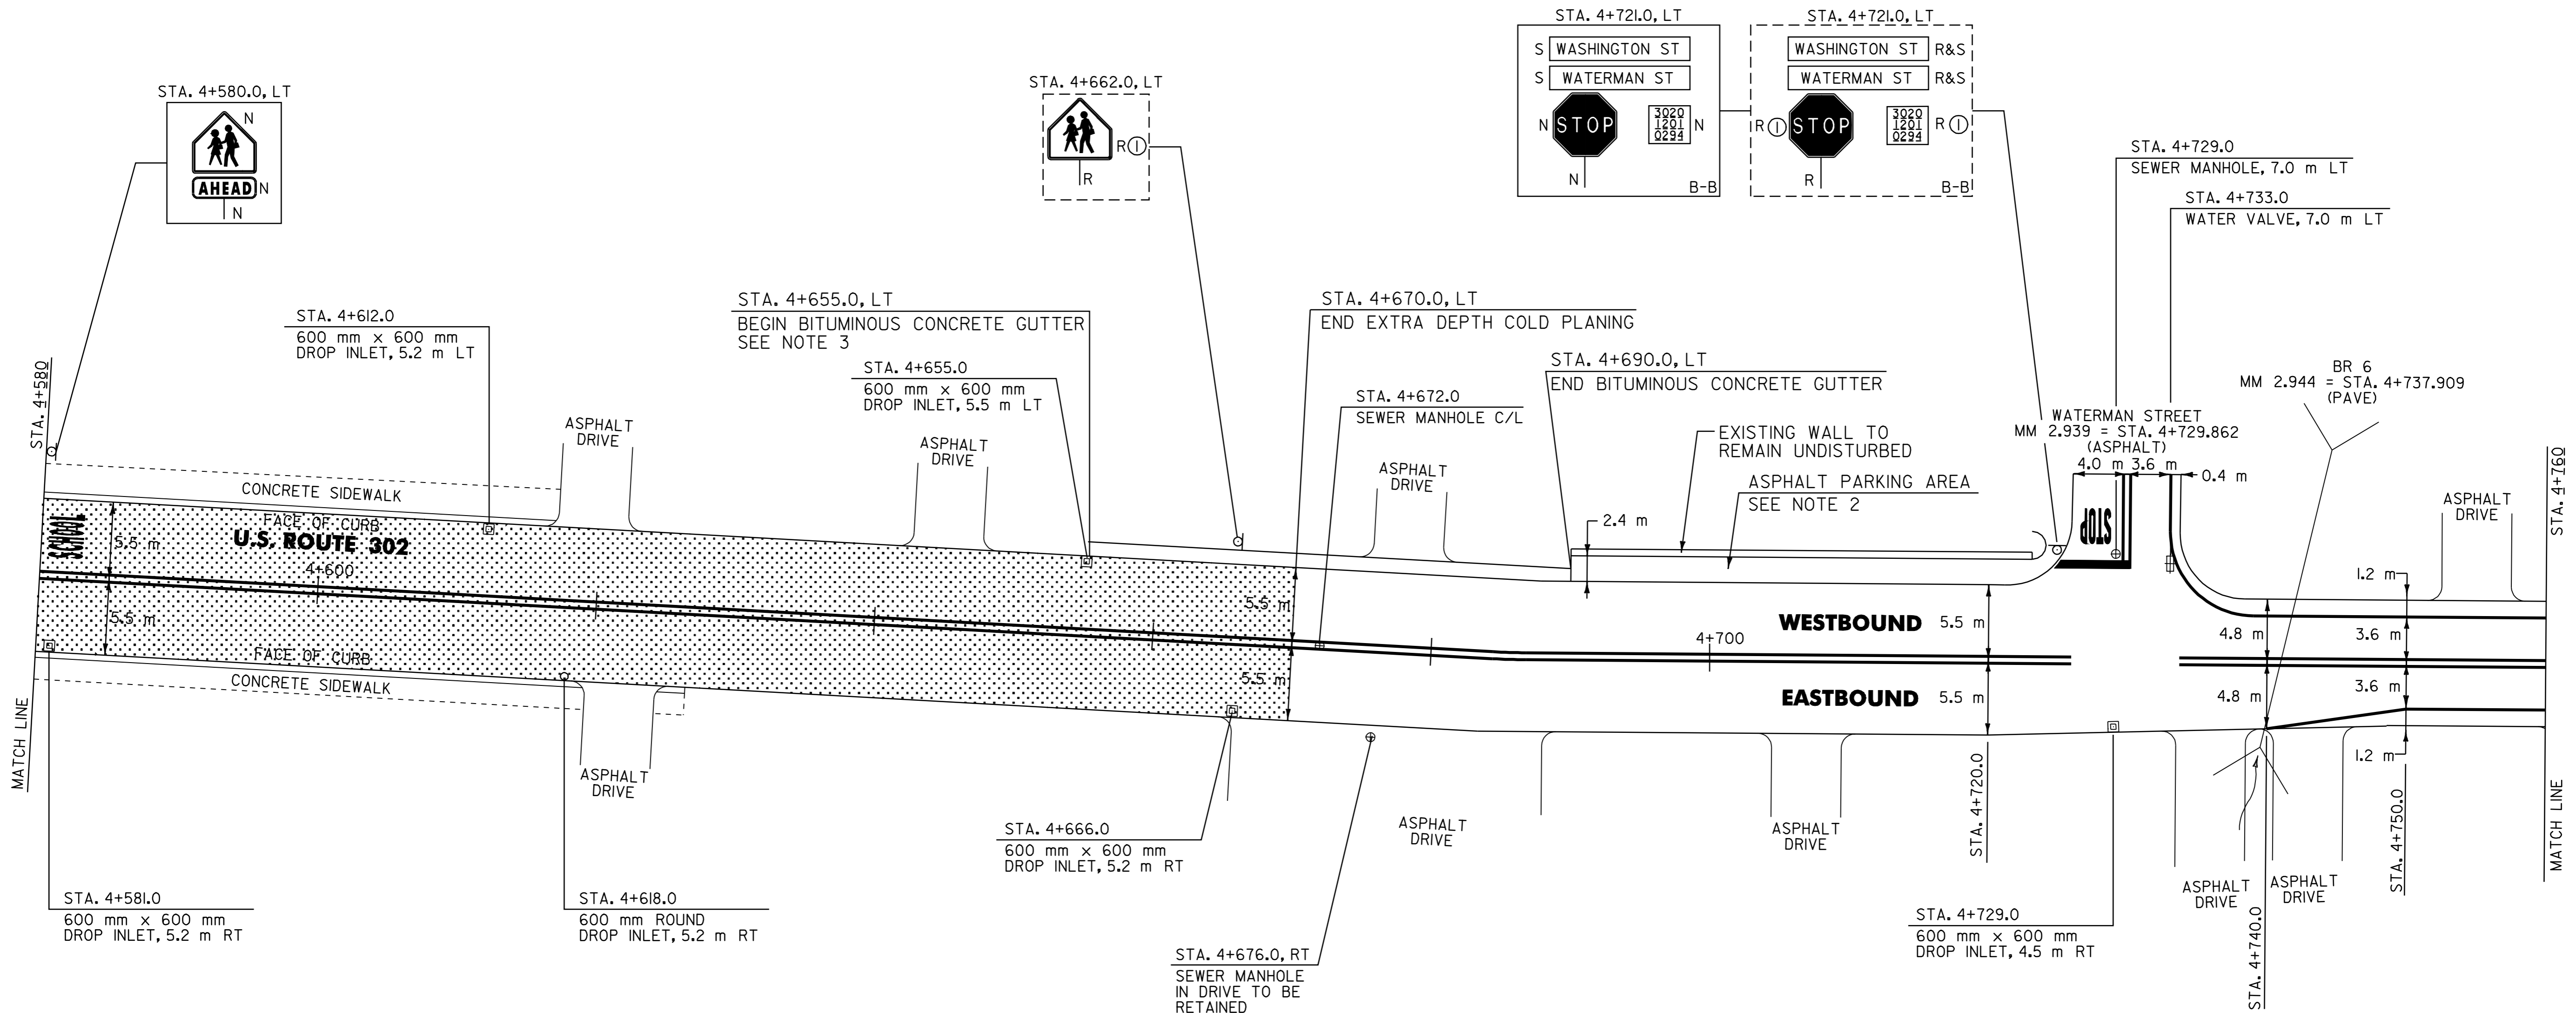 STA. 4+721.0, LT
S WASHINGTON ST
S WATERMAN ST
N STOP 3020 N
1201
0294
N
B-B
STA. 4+721.0, LT
WASHINGTON ST R&S
WATERMAN ST R&S
R 1 STOP 3020 R 1
1201
0294
R
B-B
STA. 4+580.0, LT
N
AHEAD N
N
STA. 4+662.0, LT
R 1
R
STA. 4+729.0
SEWER MANHOLE, 7.0 m LT
STA. 4+733.0
WATER VALVE, 7.0 m LT
STA. 4+612.0
600 mm x 600 mm
DROP INLET, 5.2 m LT
STA. 4+655.0, LT
BEGIN BITUMINOUS CONCRETE GUTTER
SEE NOTE 3
STA. 4+655.0
600 mm x 600 mm
DROP INLET, 5.5 m LT
STA. 4+670.0, LT
END EXTRA DEPTH COLD PLANING
STA. 4+672.0
SEWER MANHOLE C/L
STA. 4+690.0, LT
END BITUMINOUS CONCRETE GUTTER
BR 6
MM 2.944 = STA. 4+737.909
(PAVE)
WATERMAN STREET
MM 2.939 = STA. 4+729.862
(ASPHALT)
4.0 m 3.6 m
0.4 m
EXISTING WALL TO
REMAIN UNDISTURBED
ASPHALT PARKING AREA
SEE NOTE 2
2.4 m
STA. 4+580
MATCH LINE
ASPHALT
DRIVE
ASPHALT
DRIVE
ASPHALT
DRIVE
ASPHALT
DRIVE
STA. 4+760
MATCH LINE
CONCRETE SIDEWALK
FACE OF CURB
SCHOOL
5.5 m
U.S. ROUTE 302
4+600
5.5 m
FACE OF CURB
CONCRETE SIDEWALK
5.5 m
5.5 m
STOP
WESTBOUND 5.5 m
4+700
EASTBOUND 5.5 m
4.8 m
4.8 m
1.2 m
3.6 m
3.6 m
1.2 m
ASPHALT
DRIVE
ASPHALT
DRIVE
ASPHALT
DRIVE
ASPHALT
DRIVE
ASPHALT
DRIVE
STA. 4+720.0
STA. 4+740.0
STA. 4+750.0
STA. 4+581.0
600 mm x 600 mm
DROP INLET, 5.2 m RT
STA. 4+618.0
600 mm ROUND
DROP INLET, 5.2 m RT
STA. 4+666.0
600 mm x 600 mm
DROP INLET, 5.2 m RT
STA. 4+676.0, RT
SEWER MANHOLE
IN DRIVE TO BE
RETAINED
STA. 4+729.0
600 mm x 600 mm
DROP INLET, 4.5 m RT